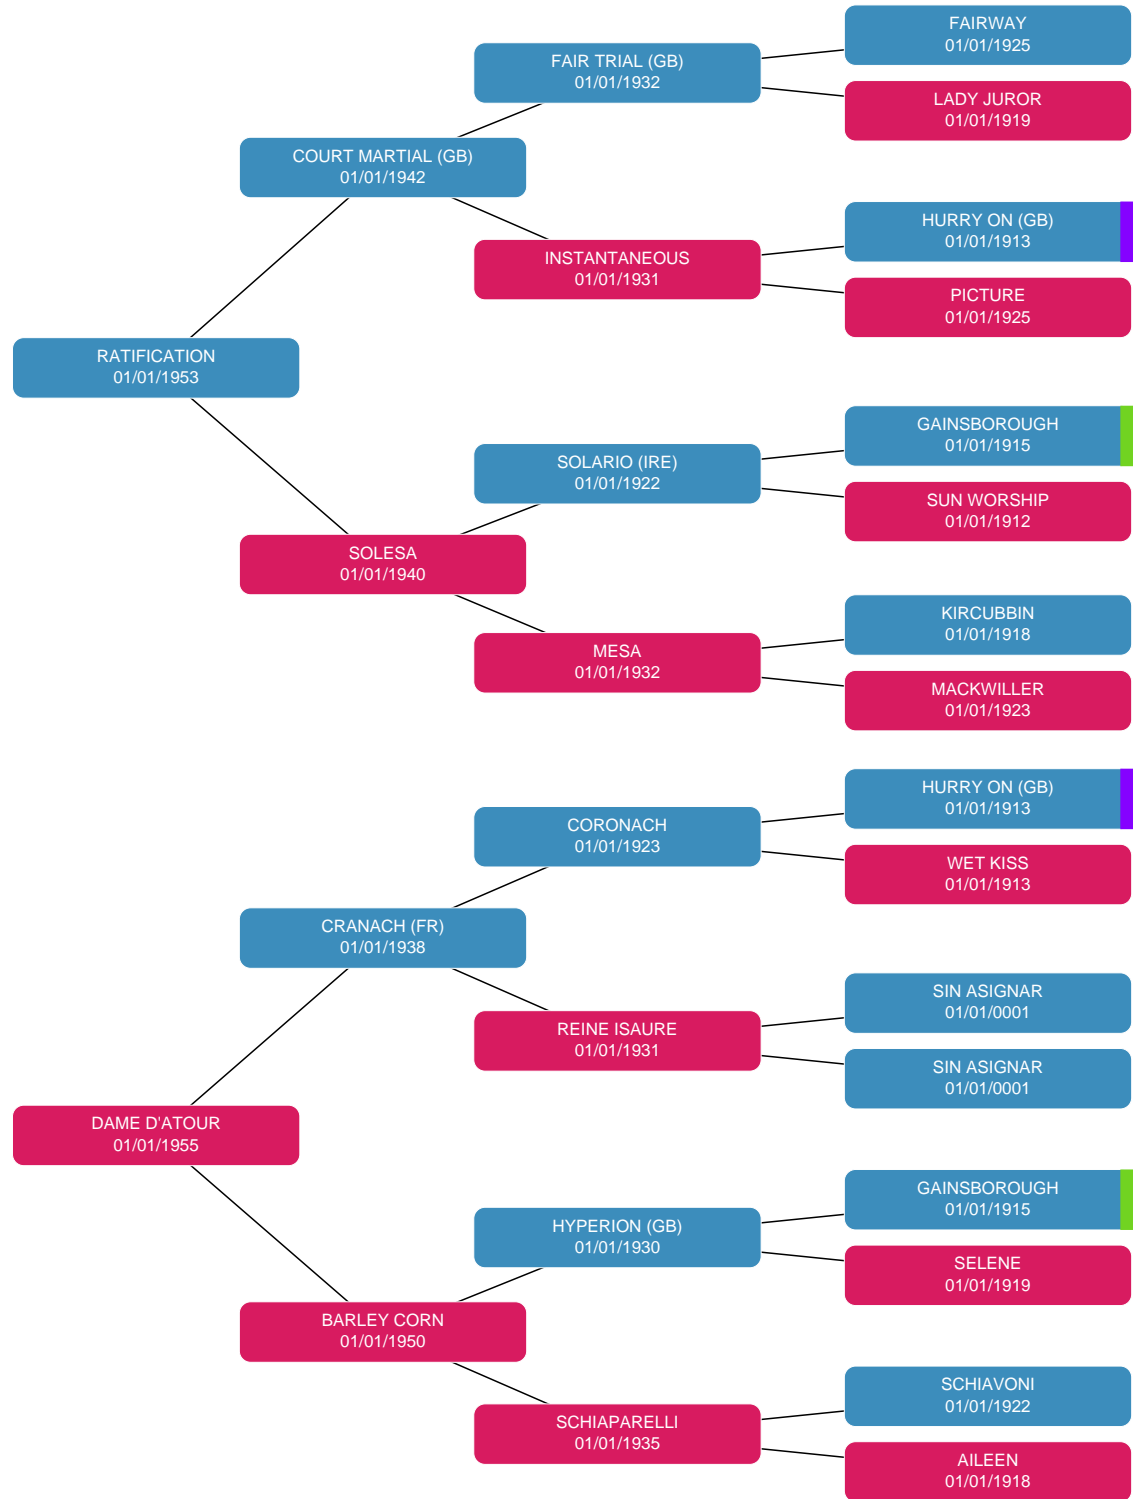 FAIRWAY
01/01/1925
FAIR TRIAL (GB)
01/01/1932
LADY JUROR
01/01/1919
COURT MARTIAL (GB)
01/01/1942
HURRY ON (GB)
01/01/1913
INSTANTANEOUS
01/01/1931
PICTURE
01/01/1925
RATIFICATION
01/01/1953
GAINSBOROUGH
01/01/1915
SOLARIO (IRE)
01/01/1922
SUN WORSHIP
01/01/1912
SOLESA
01/01/1940
KIRCUBBIN
01/01/1918
MESA
01/01/1932
MACKWILLER
01/01/1923
HURRY ON (GB)
01/01/1913
CORONACH
01/01/1923
WET KISS
01/01/1913
CRANACH (FR)
01/01/1938
SIN ASIGNAR
01/01/0001
REINE ISAURE
01/01/1931
SIN ASIGNAR
01/01/0001
DAME D'ATOUR
01/01/1955
GAINSBOROUGH
01/01/1915
HYPERION (GB)
01/01/1930
SELENE
01/01/1919
BARLEY CORN
01/01/1950
SCHIAVONI
01/01/1922
SCHIAPARELLI
01/01/1935
AILEEN
01/01/1918